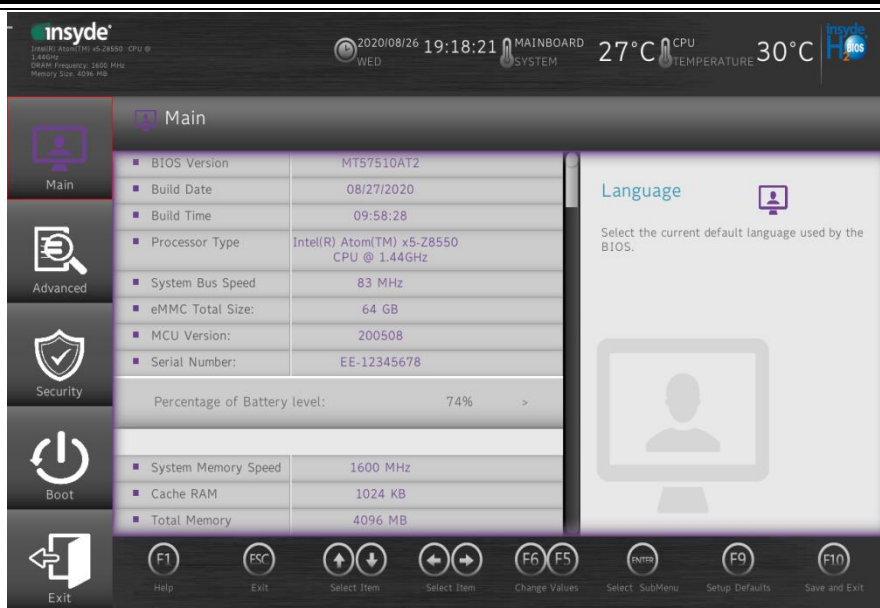 insyde
Intel(R) Atom(TM) x5-Z8550 CPU @
1.44GHz
DRAM Frequency: 1600 MHz
Memory Size: 4096 MB
2020/08/26
WED
19:18:21
MAINBOARD
SYSTEM
27°C
CPU
TEMPERATURE
30°C
insyde
H2O
Bios
Main
Main
Advanced
Security
Boot
Exit
BIOS Version MT57510AT2
Build Date 08/27/2020
Build Time 09:58:28
Processor Type Intel(R) Atom(TM) x5-Z8550
CPU @ 1.44GHz
System Bus Speed 83 MHz
eMMC Total Size: 64 GB
MCU Version: 200508
Serial Number: EE-12345678
Percentage of Battery level: 74% >
System Memory Speed 1600 MHz
Cache RAM 1024 KB
Total Memory 4096 MB
Language
Select the current default language used by the
BIOS.
F1 ESC F6 F5 ENTER F9 F10
Help Exit Select Item Select Item Change Values Select SubMenu Setup Defaults Save and Exit